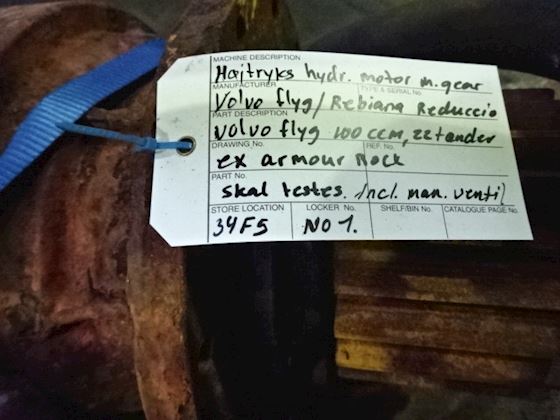 MACHINE DESCRIPTION
Hojtryks hydr. motor m. gear
MANUFACTURER TYPE & SERIAL No.
Volvo flyg/Rebiana Reduccio
PART DESCRIPTION
Volvo flyg 100 ccm, 22 tander
DRAWING No. REF. No.
ex armour Rock
PART No.
skal testes. Incl. man. ventil
STORE LOCATION LOCKER No. SHELF/BIN No. CATALOGUE PAGE No.
34F5 NO 1.